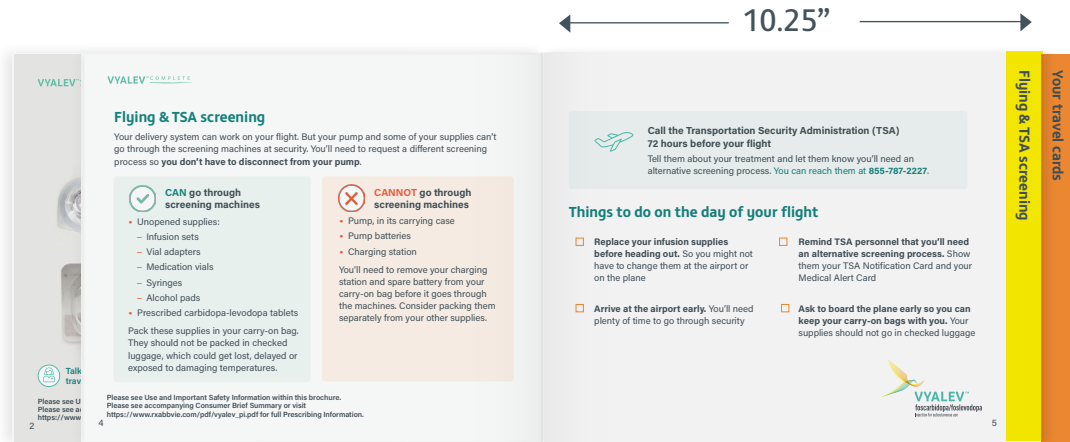 10.25”
VYALEV™
VYALEV™COMPLETE
Flying & TSA screening
Your delivery system can work on your flight. But your pump and some of your supplies can’t
go through the screening machines at security. You’ll need to request a different screening
process so you don’t have to disconnect from your pump.
CAN go through
screening machines
• Unopened supplies:
– Infusion sets
– Vial adapters
– Medication vials
– Syringes
– Alcohol pads
• Prescribed carbidopa-levodopa tablets
Pack these supplies in your carry-on bag.
They should not be packed in checked
luggage, which could get lost, delayed or
exposed to damaging temperatures.
CANNOT go through
screening machines
• Pump, in its carrying case
• Pump batteries
• Charging station
You’ll need to remove your charging
station and spare battery from your
carry-on bag before it goes through
the machines. Consider packing them
separately from your other supplies.
Talk
trav
Please see U
Please see a
https://www
2
Please see Use and Important Safety Information within this brochure.
Please see accompanying Consumer Brief Summary or visit
https://www.rxabbvie.com/pdf/vyalev_pi.pdf for full Prescribing Information.
4
Call the Transportation Security Administration (TSA)
72 hours before your flight
Tell them about your treatment and let them know you’ll need an
alternative screening process. You can reach them at 855-787-2227.
Things to do on the day of your flight
Replace your infusion supplies
before heading out. So you might not
have to change them at the airport or
on the plane
Remind TSA personnel that you’ll need
an alternative screening process. Show
them your TSA Notification Card and your
Medical Alert Card
Arrive at the airport early. You’ll need
plenty of time to go through security
Ask to board the plane early so you can
keep your carry-on bags with you. Your
supplies should not go in checked luggage
VYALEV™
foscarbidopa/foslevodopa
injection for subcutaneous use
5
Flying & TSA screening
Your travel cards